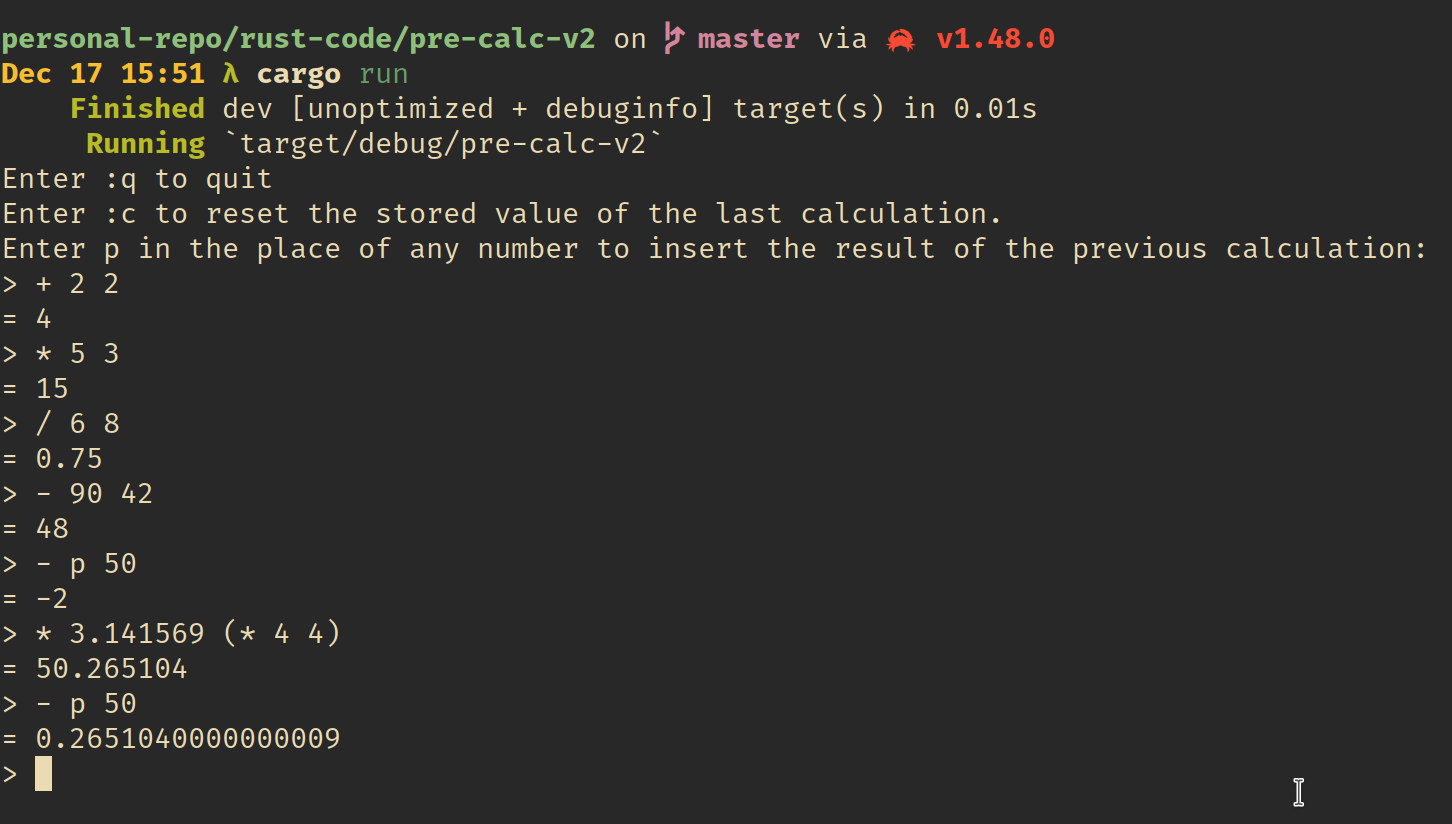 personal-repo/rust-code/pre-calc-v2 on master via 🦀 v1.48.0
Dec 17 15:51 λ cargo run
    Finished dev [unoptimized + debuginfo] target(s) in 0.01s
     Running `target/debug/pre-calc-v2`
Enter :q to quit
Enter :c to reset the stored value of the last calculation.
Enter p in the place of any number to insert the result of the previous calculation:
> + 2 2
= 4
> * 5 3
= 15
> / 6 8
= 0.75
> - 90 42
= 48
> - p 50
= -2
> * 3.141569 (* 4 4)
= 50.265104
> - p 50
= 0.2651040000000009
>